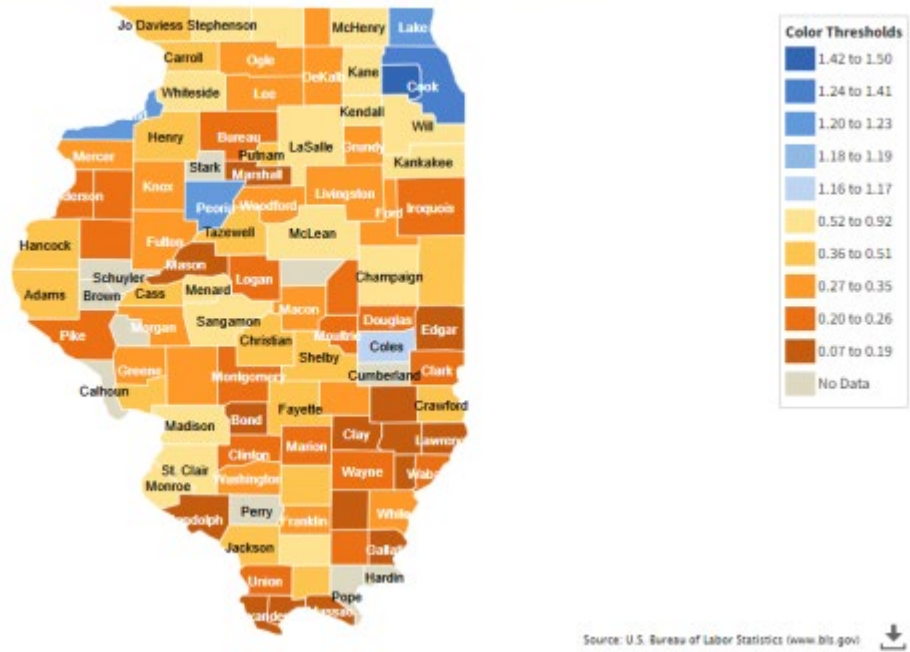 Jo Daviess Stephenson
McHenry
Lake
Carroll
Ogle
DeKalb
Kane
Cook
Whiteside
Lee
Kendall
Will
Henry
Bureau
Putnam
LaSalle
Grundy
Mercer
Stark
Marshall
Kankakee
Knox
Livingston
derson
Peoria
Woodford
Ford
Iroquois
Tazewell
McLean
Hancock
Fulton
Mason
Schuyler
Logan
Champaign
Adams
Brown
Cass
Menard
Macon
Morgan
Sangamon
Douglas
Edgar
Pike
Christian
Moultrie
Coles
Shelby
Greene
Montgomery
Cumberland
Clark
Calhoun
Fayette
Crawford
Madison
Bond
Clay
Lawrenc
Marion
Clinton
St. Clair
Wayne
Waba
Washington
Monroe
Perry
White
ndolph
Franklin
Jackson
Gallat
Union
Hardin
Pope
xande
Massac
Color Thresholds
1.42 to 1.50
1.24 to 1.41
1.20 to 1.23
1.18 to 1.19
1.16 to 1.17
0.52 to 0.92
0.36 to 0.51
0.27 to 0.35
0.20 to 0.26
0.07 to 0.19
No Data
Source: U.S. Bureau of Labor Statistics (www.bls.gov)